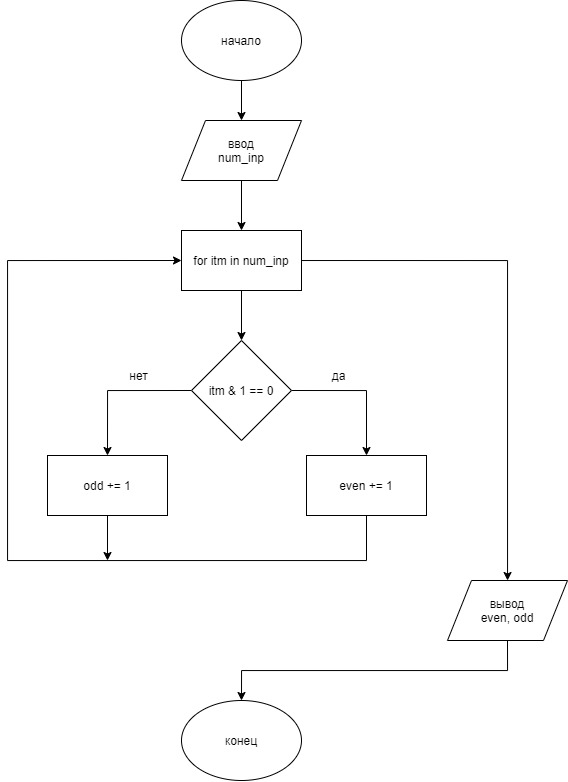 начало
ввод
num_inp
for itm in num_inp
нет
да
itm & 1 == 0
odd += 1
even += 1
вывод
even, odd
конец